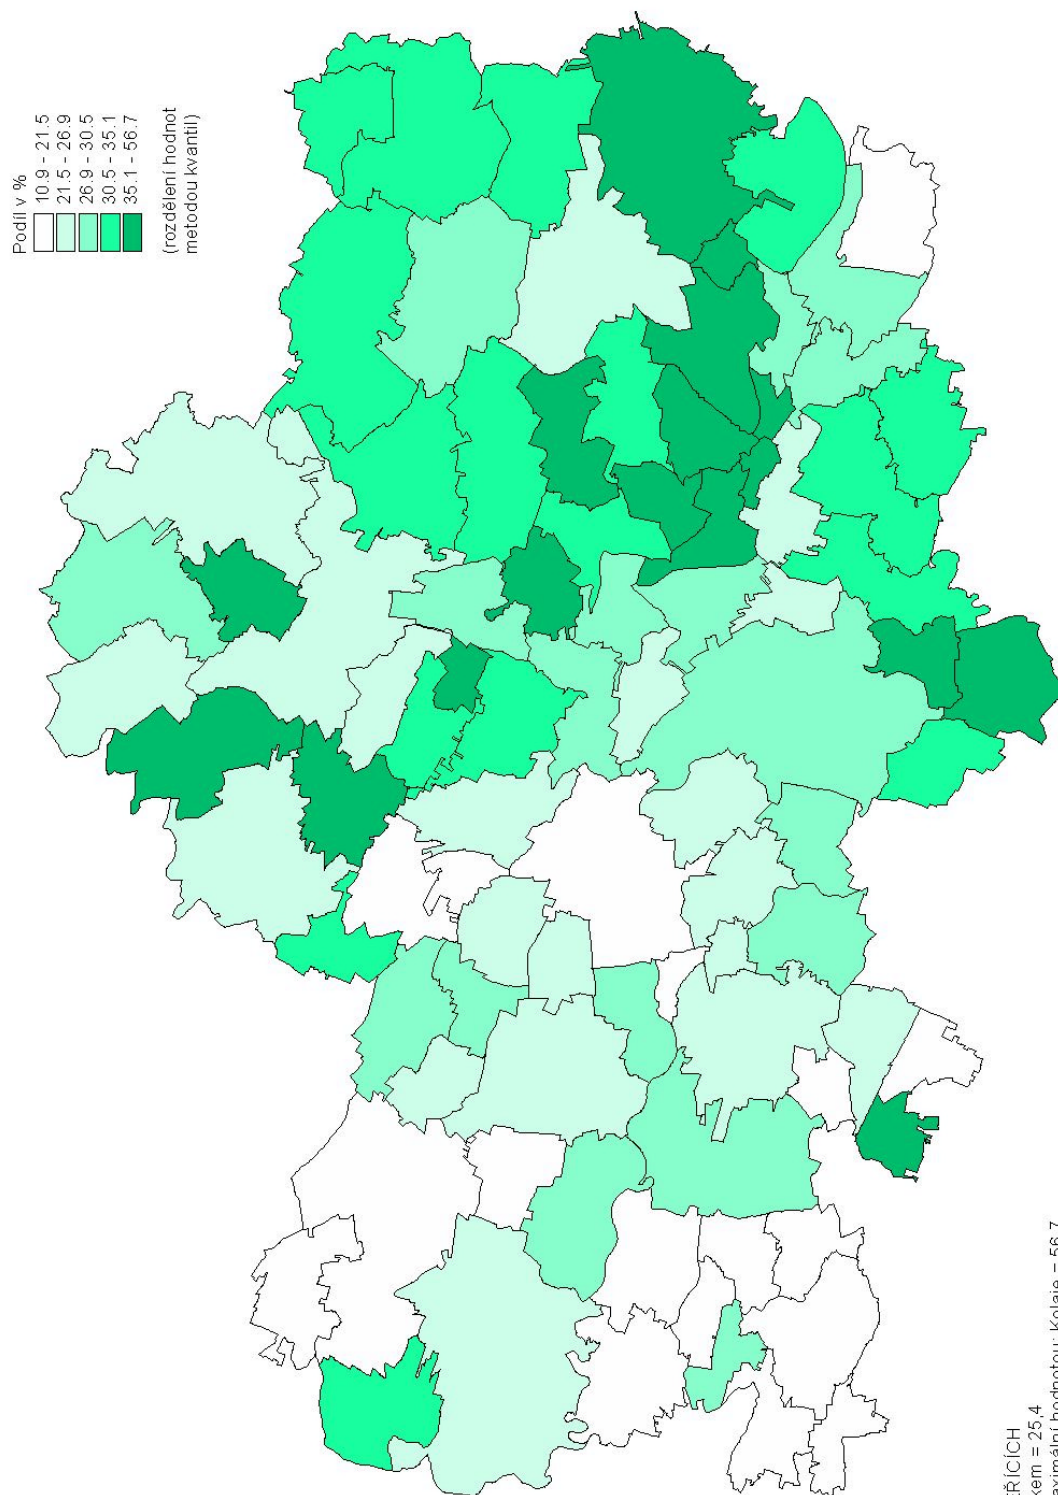 Podíl v %
10.9 - 21.5
21.5 - 26.9
26.9 - 30.5
30.5 - 35.1
35.1 - 56.7
(rozdělení hodnot
metodou kvantil)
ŘÍCÍCH
kem = 25,4
aximální hodnotou: Kolaje = 56,7